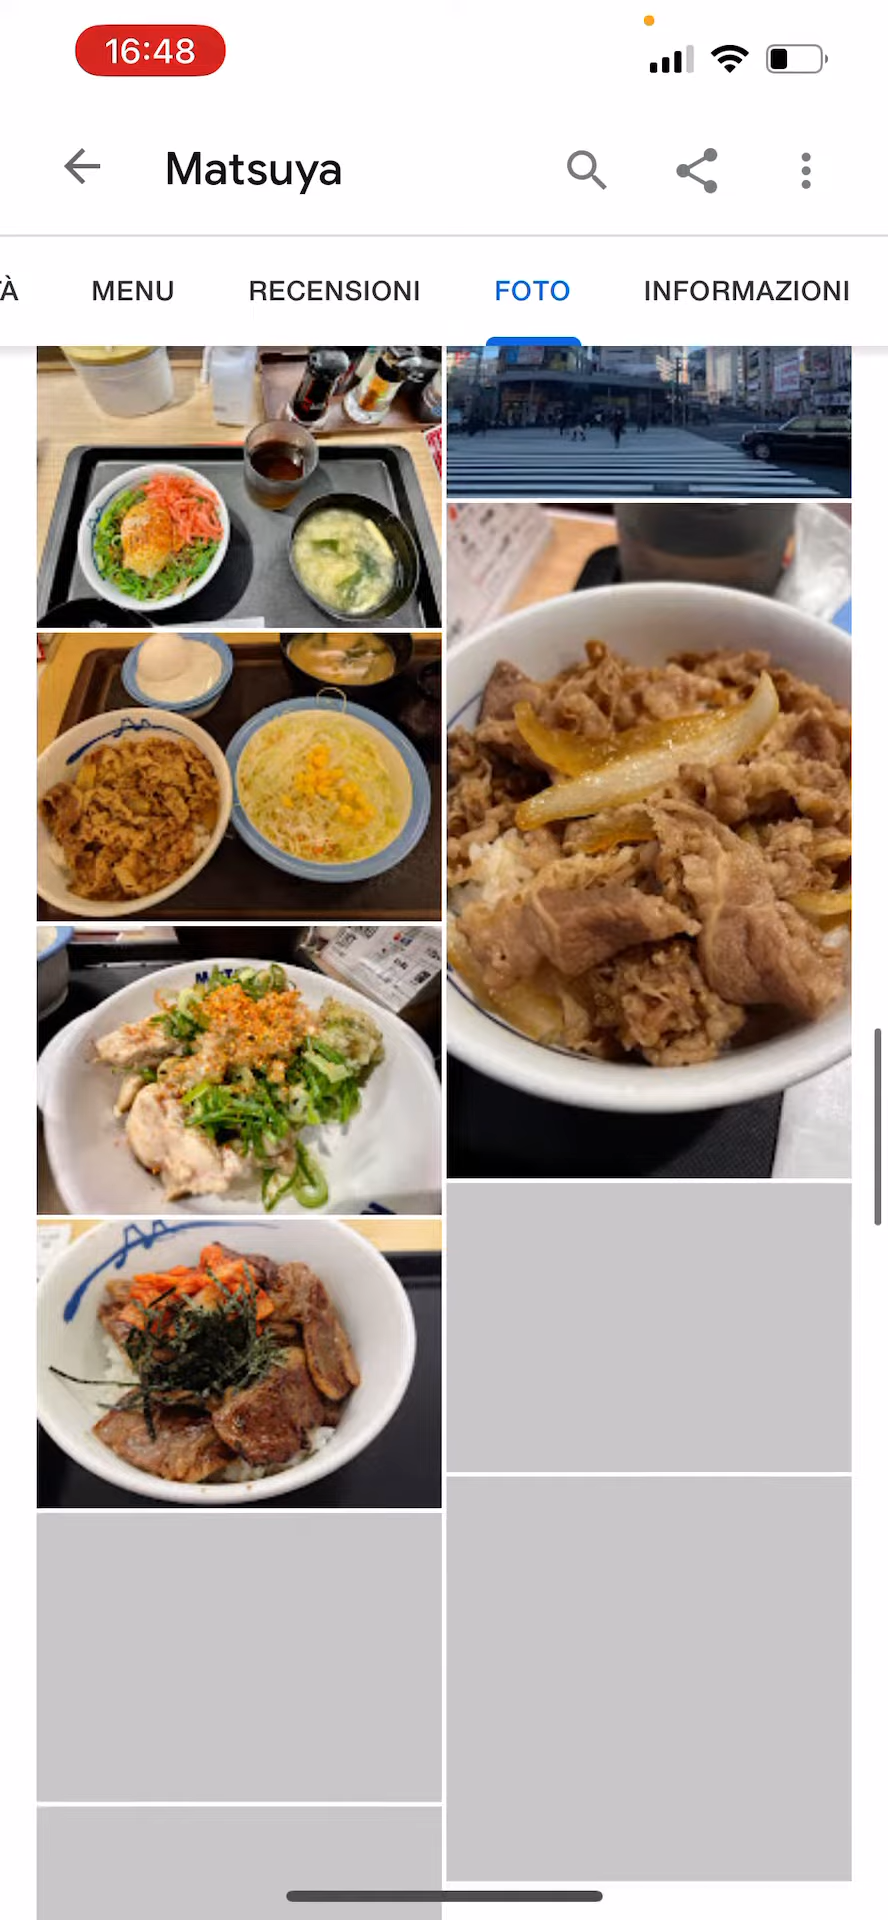 16:48
Matsuya
À
MENU
RECENSIONI
FOTO
INFORMAZIONI